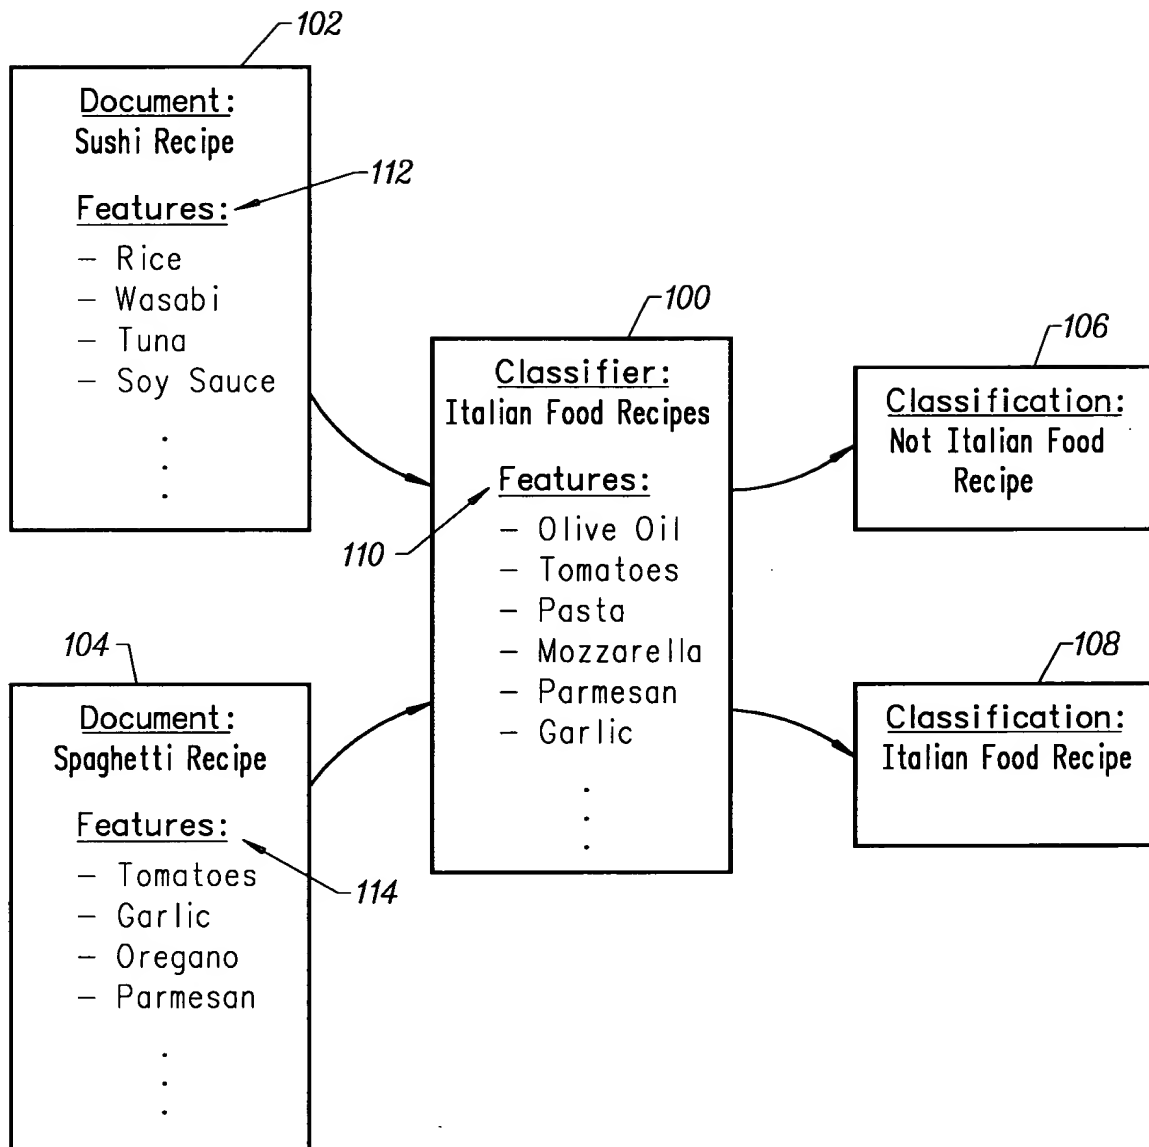 102
Document:
Sushi Recipe
112
Features:
– Rice
– Wasabi
– Tuna
– Soy Sauce
104
Document:
Spaghetti Recipe
Features:
114
– Tomatoes
– Garlic
– Oregano
– Parmesan
100
Classifier:
Italian Food Recipes
Features:
110
– Olive Oil
– Tomatoes
– Pasta
– Mozzarella
– Parmesan
– Garlic
106
Classification:
Not Italian Food
Recipe
108
Classification:
Italian Food Recipe